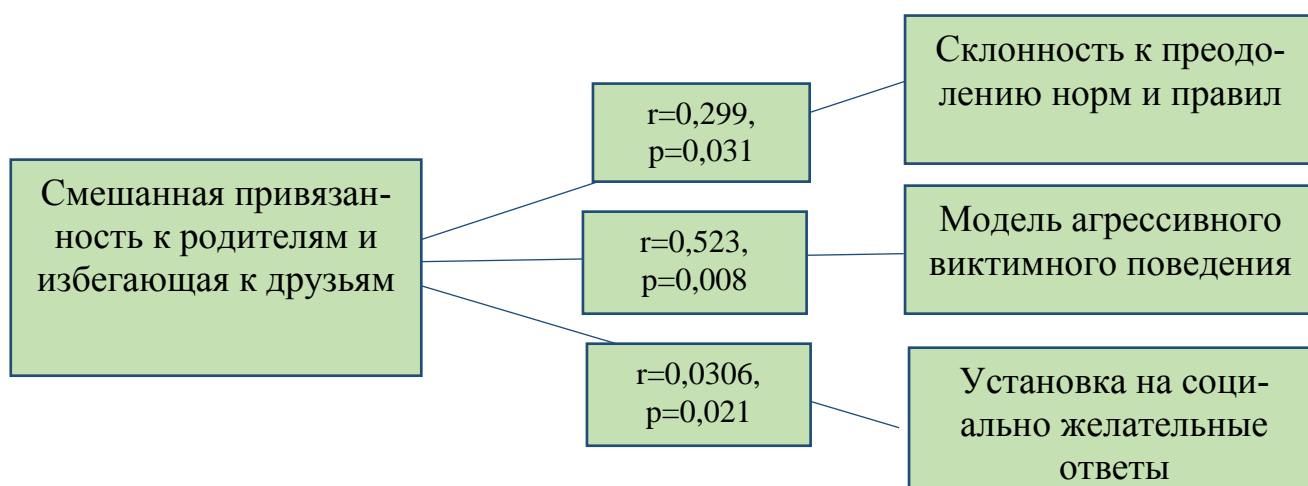 Смешанная привязан-
ность к родителям и
избегающая к друзьям
r=0,299,
p=0,031
r=0,523,
p=0,008
r=0,0306,
p=0,021
Склонность к преодо-
лению норм и правил
Модель агрессивного
виктимного поведения
Установка на соци-
ально желательные
ответы